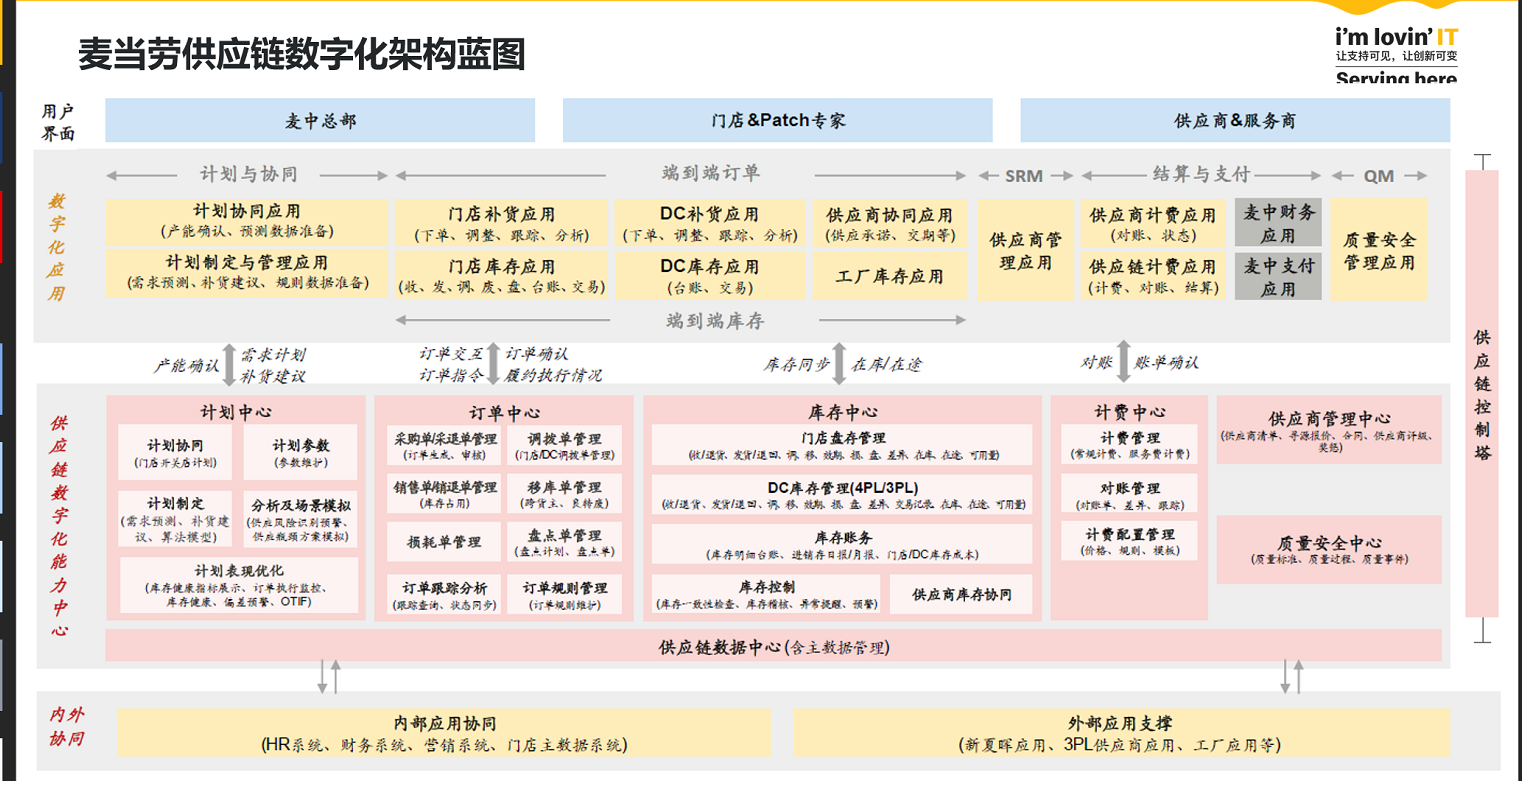 麦当劳供应链数字化架构蓝图
i'm lovin' IT
让支持可见，让创新可变
Serving here
用户
界面
麦中总部
门店&Patch专家
供应商&服务商
数字化应用
计划与协同
端到端订单
SRM
结算与支付
QM
计划协同应用
(产能确认、预测数据准备)
计划制定与管理应用
(需求预测、补货建议、规则数据准备)
门店补货应用
(下单、调整、跟踪、分析)
门店库存应用
(收、发、调、废、盘、台账、交易)
DC补货应用
(下单、调整、跟踪、分析)
DC库存应用
(台账、交易)
供应商协同应用
(供应承诺、交期等)
工厂库存应用
供应商管
理应用
供应商计费应用
(对账、状态)
供应链计费应用
(计费、对账、结算)
麦中财务
应用
麦中支付
应用
质量安全
管理应用
端到端库存
产能确认
需求计划
补货建议
订单交互
订单指令
订单确认
履约执行情况
库存同步
在库/在途
对账
账单确认
供应链控制塔
供应链数字化能力中心
计划中心
计划协同
(门店开关店计划)
计划参数
(参数维护)
计划制定
(需求预测、补货建
议、算法模型)
分析及场景模拟
(供应风险识别预警、
供应瓶颈方案模拟)
计划表现优化
(库存健康指标展示、订单执行监控、
库存健康、偏差预警、OTIF)
订单中心
采购单/采退单管理
(订单生成、审核)
调拨单管理
(门店/DC调拨单管理)
销售单/销退单管理
(库存占用)
移库单管理
(跨货主、良转废)
损耗单管理
盘点单管理
(盘点计划、盘点单)
订单跟踪分析
(跟踪查询、状态同步)
订单规则管理
(订单规则维护)
库存中心
门店盘存管理
(收/退货、发货/退回、调、移、效期、损、盘、差异、在库、在途、可用量)
DC库存管理(4PL/3PL)
(收/退货、发货/退回、调、移、效期、损、盘、差异、交易记录、在库、在途、可用量)
库存账务
(库存明细台账、进销存日报/月报、门店/DC库存成本)
库存控制
(库存一致性检查、库存稽核、异常提醒、预警)
供应商库存协同
计费中心
计费管理
(常规计费、服务费计费)
对账管理
(对账单、差异、跟踪)
计费配置管理
(价格、规则、模板)
供应商管理中心
(供应商清单、寻源报价、合同、供应商评级、
奖惩)
质量安全中心
(质量标准、质量过程、质量事件)
供应链数据中心(含主数据管理)
内外
协同
内部应用协同
(HR系统、财务系统、营销系统、门店主数据系统)
外部应用支撑
(新夏晖应用、3PL供应商应用、工厂应用等)